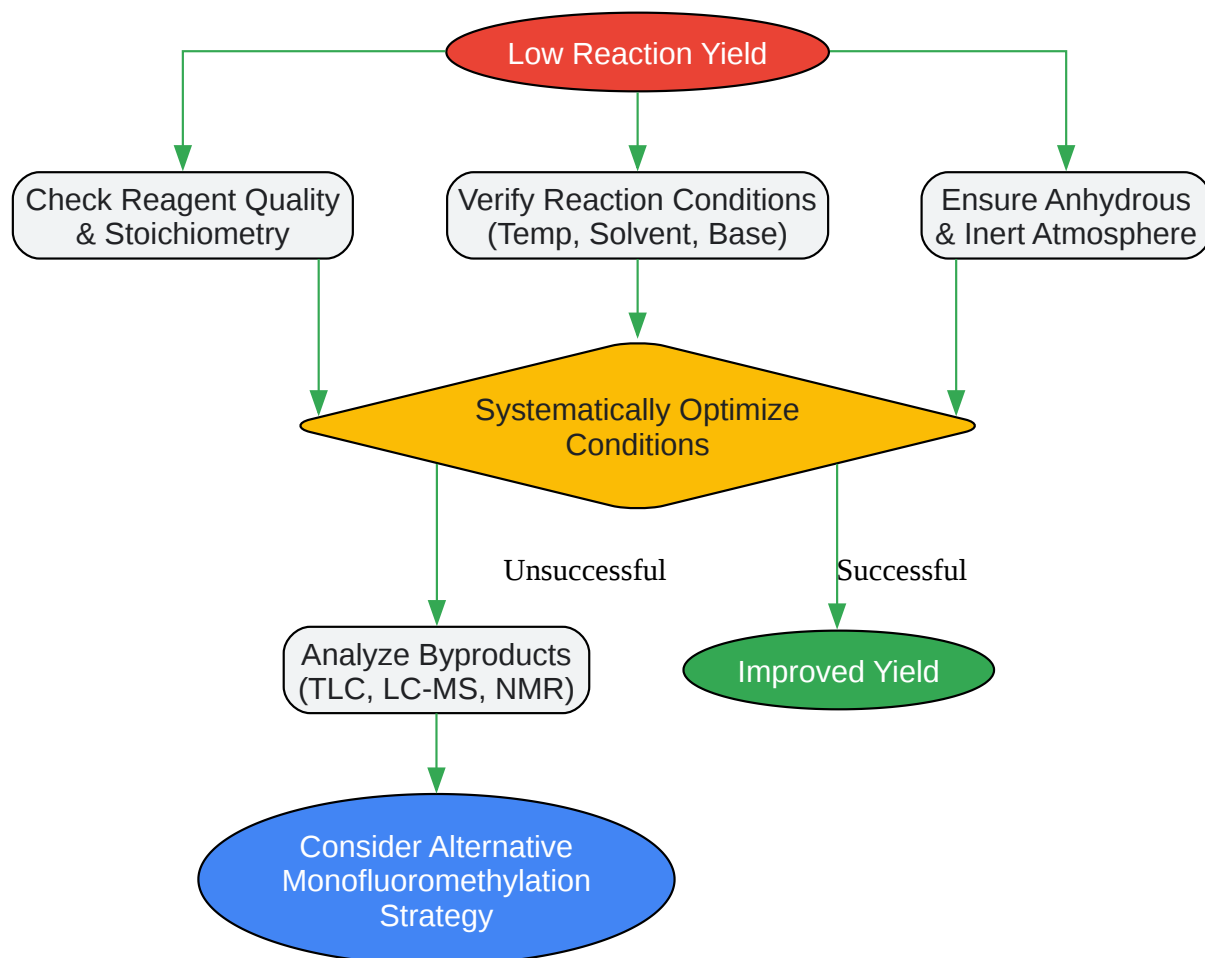 Low Reaction Yield
Check Reagent Quality
& Stoichiometry
Verify Reaction Conditions
(Temp, Solvent, Base)
Ensure Anhydrous
& Inert Atmosphere
Systematically Optimize
Conditions
Unsuccessful
Successful
Analyze Byproducts
(TLC, LC-MS, NMR)
Improved Yield
Consider Alternative
Monofluoromethylation
Strategy